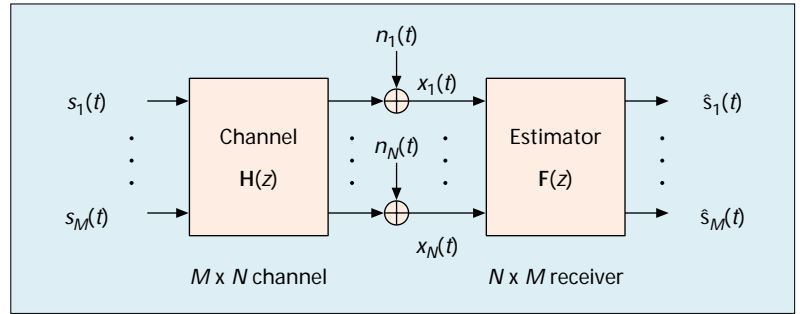 n1(t)
s1(t)
x1(t)
ŝ1(t)
Channel
H(z)
nN(t)
Estimator
F(z)
sM(t)
ŝM(t)
xN(t)
M x N channel
N x M receiver